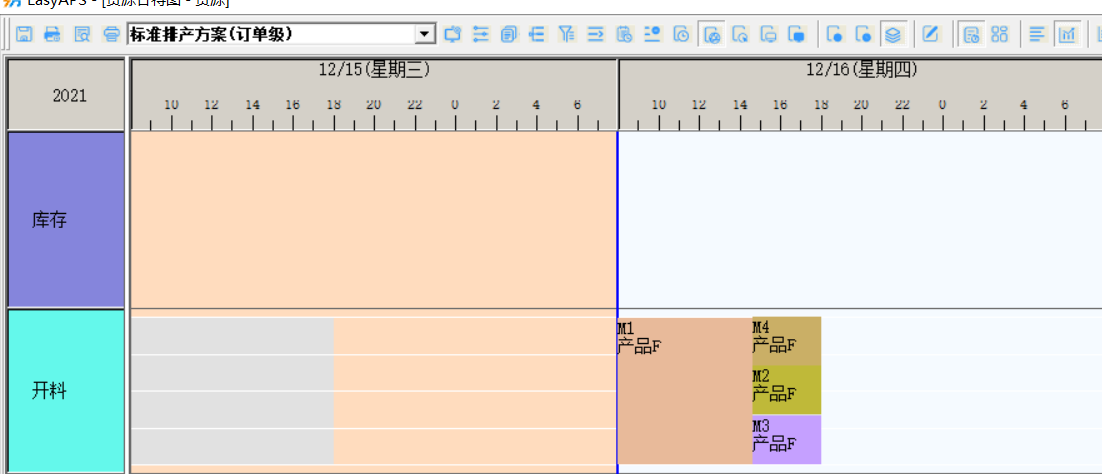 EasyAPS - [资源甘特图 - 资源]
标准排产方案(订单级)
2021
12/15(星期三)
12/16(星期四)
10 12 14 16 18 20 22 0 2 4 6
10 12 14 16 18 20 22 0 2 4 6
库存
开料
M1
产品F
M4
产品F
M2
产品F
M3
产品F